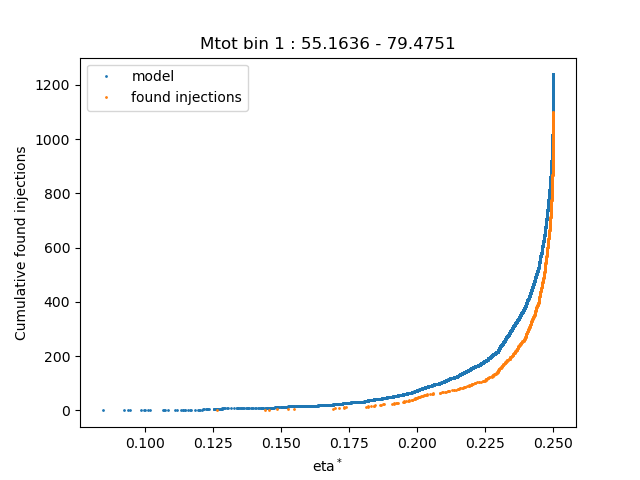 Mtot bin 1 : 55.1636 - 79.4751
model
found injections
Cumulative found injections
1200
1000
800
600
400
200
0
0.100 0.125 0.150 0.175 0.200 0.225 0.250
eta*